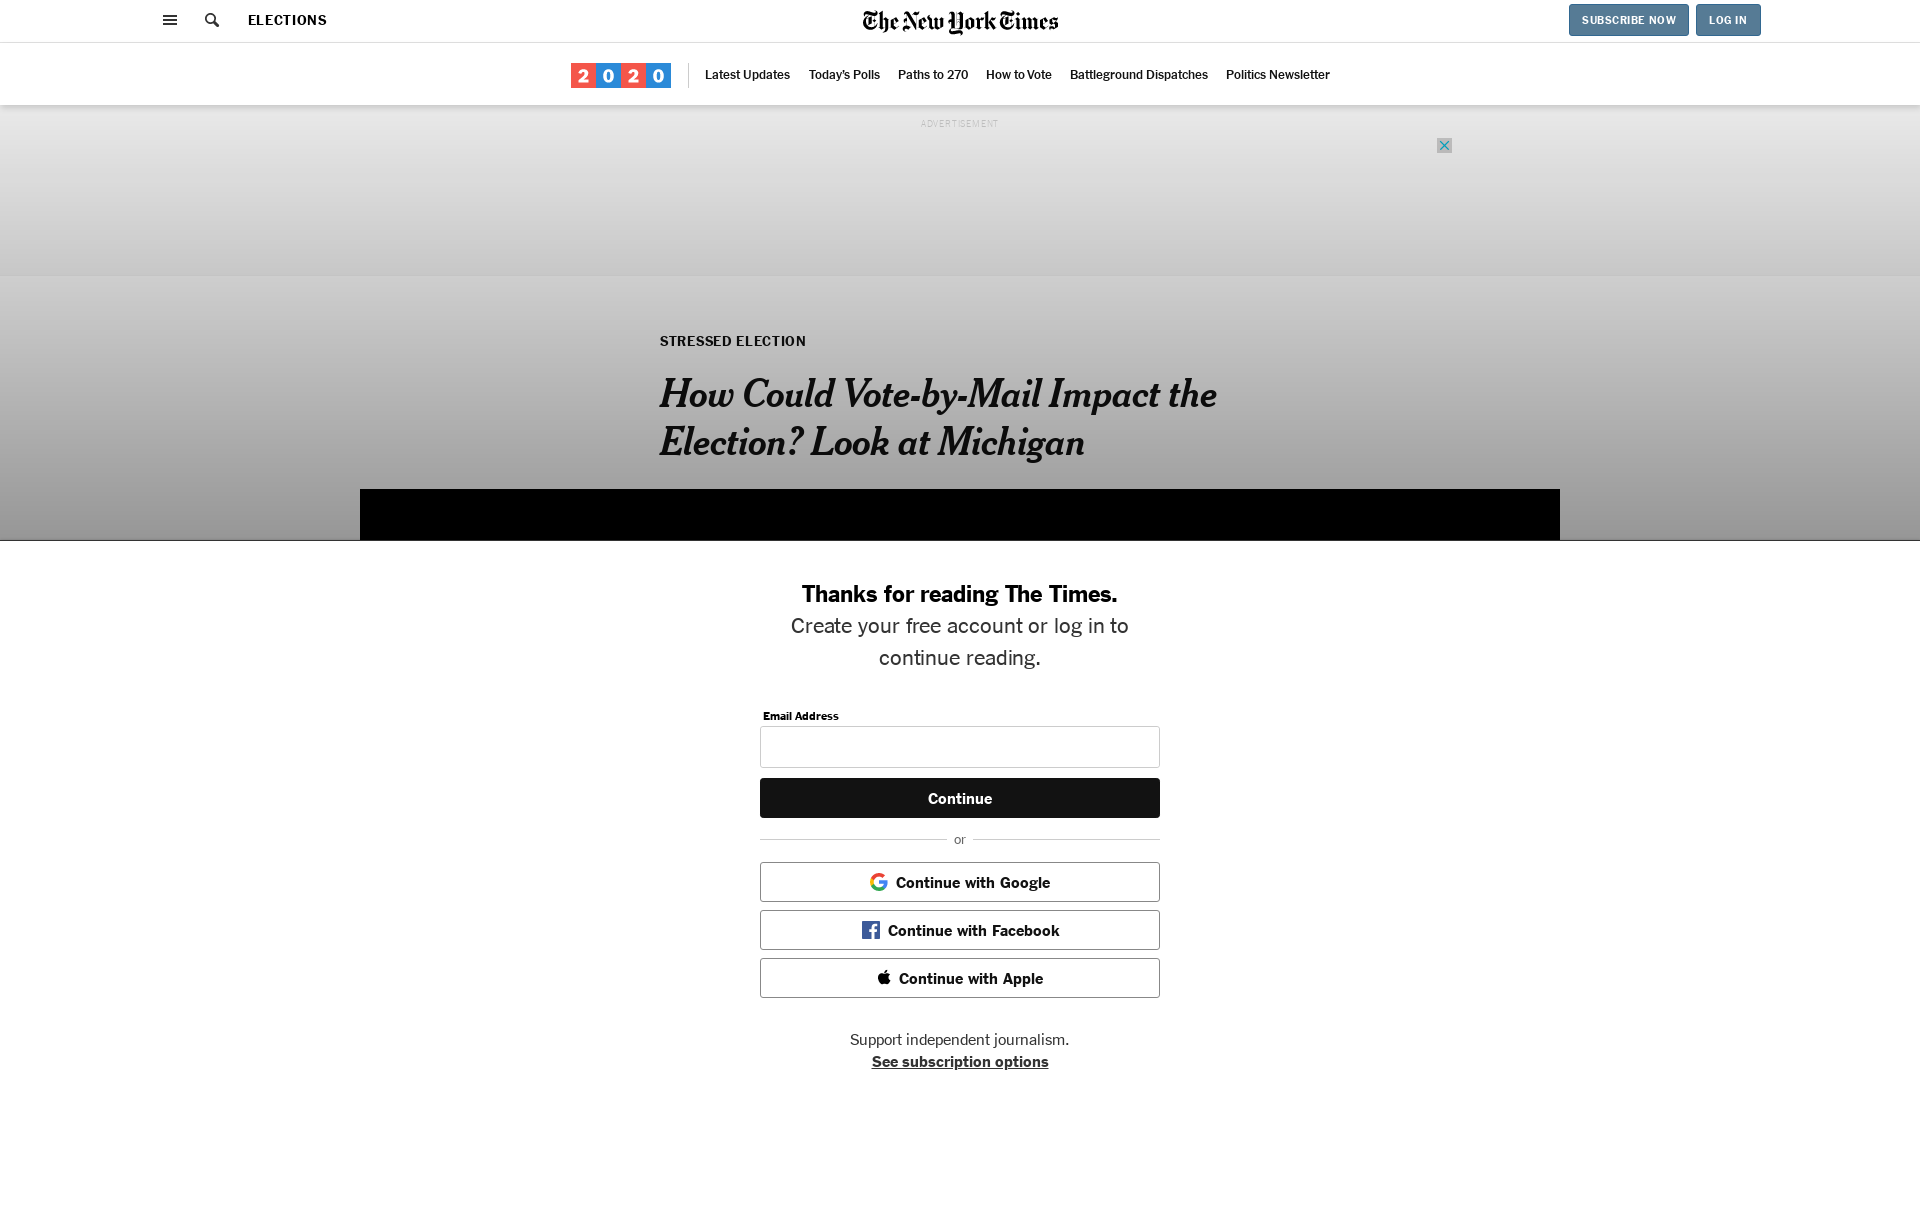 ELECTIONS
The New York Times
SUBSCRIBE NOW
LOG IN
2020
Latest Updates
Today's Polls
Paths to 270
How to Vote
Battleground Dispatches
Politics Newsletter
ADVERTISEMENT
STRESSED ELECTION
How Could Vote-by-Mail Impact the
Election? Look at Michigan
Thanks for reading The Times.
Create your free account or log in to
continue reading.
Email Address
Continue
or
Continue with Google
Continue with Facebook
Continue with Apple
Support independent journalism.
See subscription options